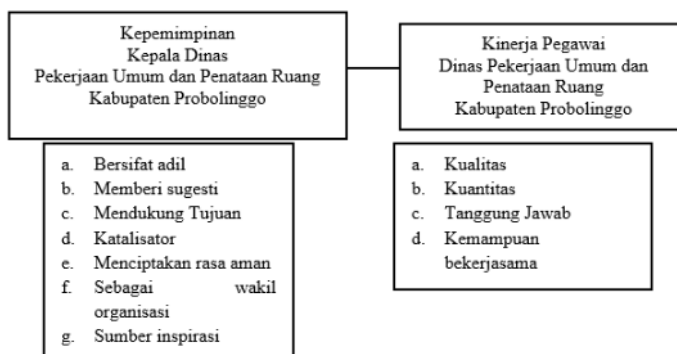 Kepemimpinan
Kepala Dinas
Pekerjaan Umum dan Penataan Ruang
Kabupaten Probolinggo
Kinerja Pegawai
Dinas Pekerjaan Umum dan
Penataan Ruang
Kabupaten Probolinggo
a. Bersifat adil
b. Memberi sugesti
c. Mendukung Tujuan
d. Katalisator
e. Menciptakan rasa aman
f. Sebagai wakil
organisasi
g. Sumber inspirasi
a. Kualitas
b. Kuantitas
c. Tanggung Jawab
d. Kemampuan
bekerjasama